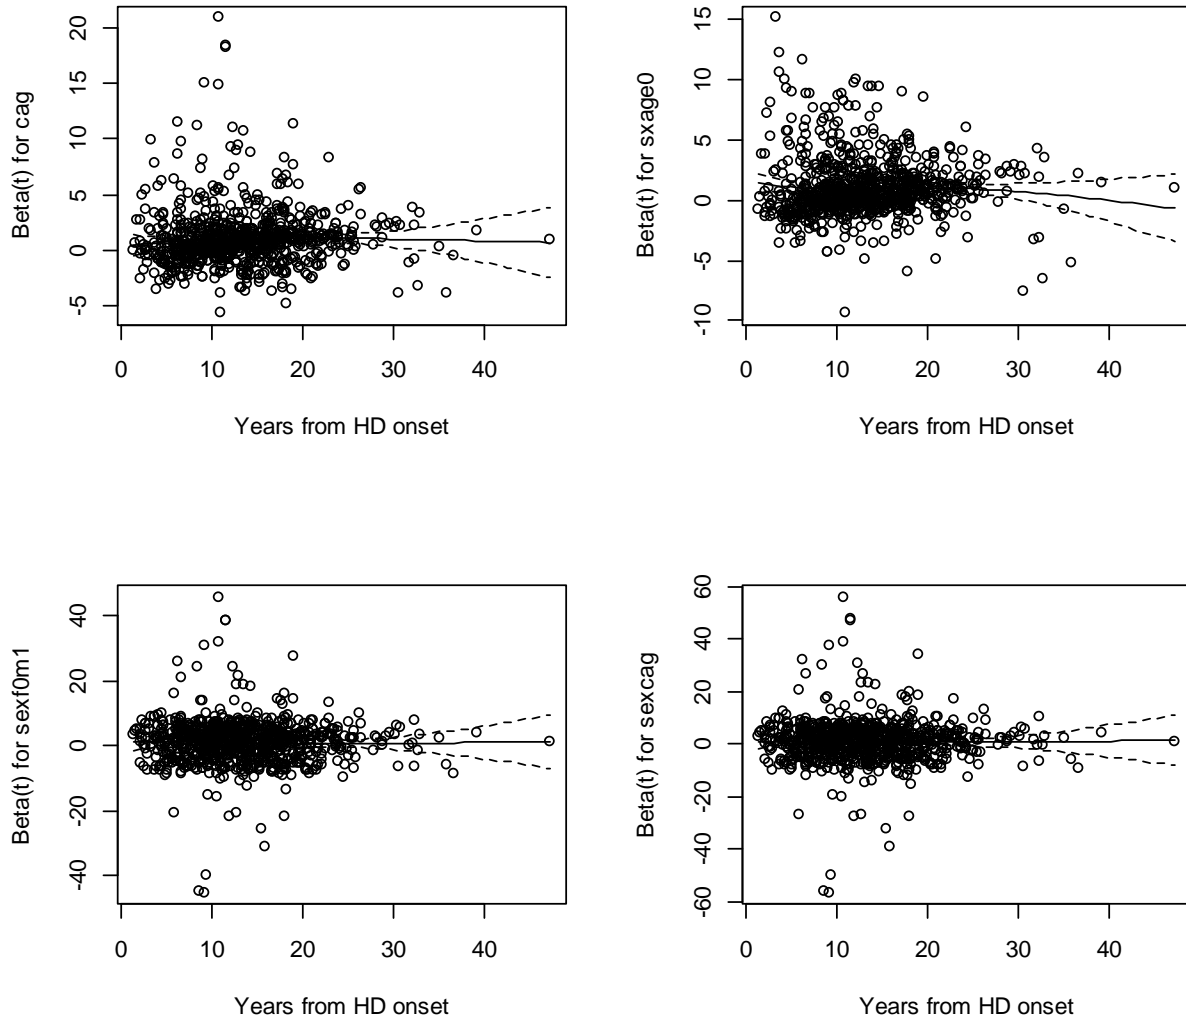 20
15
10
5
0
-5
Beta(t) for cag
0 10 20 30 40
Years from HD onset
15
10
5
0
-5
-10
Beta(t) for sxage0
0 10 20 30 40
Years from HD onset
40
20
0
-20
-40
Beta(t) for sexf0m1
0 10 20 30 40
Years from HD onset
60
40
20
0
-20
-40
-60
Beta(t) for sexcag
0 10 20 30 40
Years from HD onset